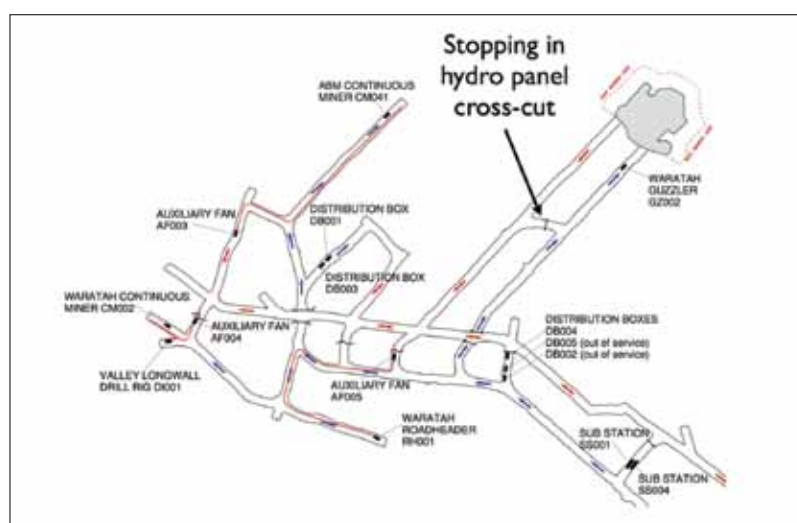 Stopping in
hydro panel
cross-cut
ABM CONTINUOUS
MINER CM041
WARATAH
GUZZLER
GZ002
AUXILIARY FAN
AF003
DISTRIBUTION BOX
DB001
DISTRIBUTION BOX
DB003
WARATAH CONTINUOUS
MINER CM002
AUXILIARY FAN
AF004
DISTRIBUTION BOXES
DB004
DB005 (out of service)
DB002 (out of service)
VALLEY LONGWALL
DRILL RIG DI001
AUXILIARY FAN
AF005
WARATAH
ROADHEADER
RH001
SUB STATION
SS001
SUB STATION
SS004